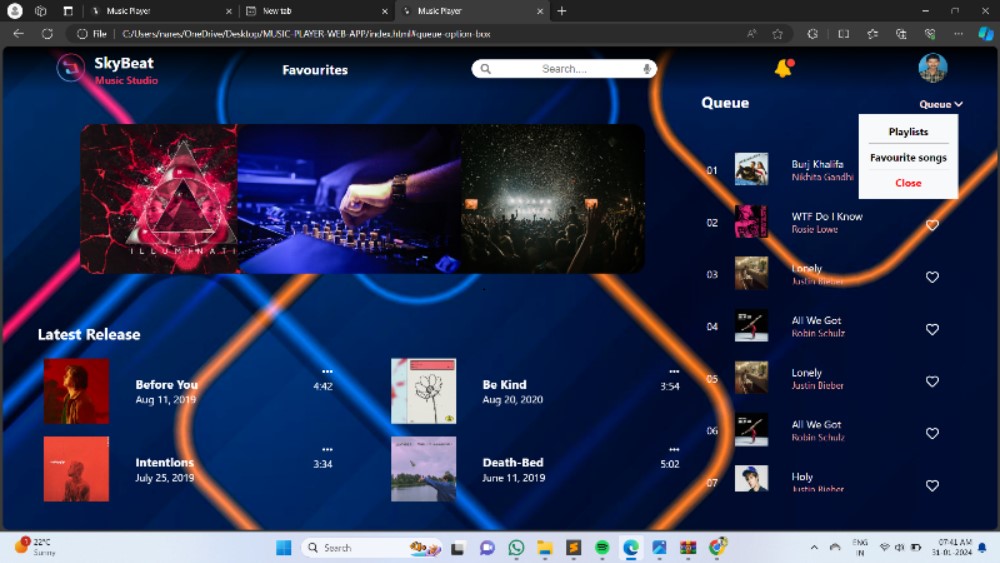 Music Player
New tab
Music Player
File
C:/Users/nares/OneDrive/Desktop/MUSIC-PLAYER-WEB-APP/index.html#queue-option-box
SkyBeat
Music Studio
Favourites
Search....
Queue
Queue
Playlists
Favourite songs
Close
ILLUMINATI
01
Burj Khalifa
Nikhita Gandhi
02
WTF Do I Know
Rosie Lowe
03
Lonely
Justin Bieber
04
All We Got
Robin Schulz
05
Lonely
Justin Bieber
06
All We Got
Robin Schulz
07
Holy
Justin Bieber
Latest Release
Before You
Aug 11, 2019
4:42
Be Kind
Aug 20, 2020
3:54
Intentions
July 25, 2019
3:34
Death-Bed
June 11, 2019
5:02
22°C
Sunny
Search
ENG
IN
07:41 AM
31-01-2024